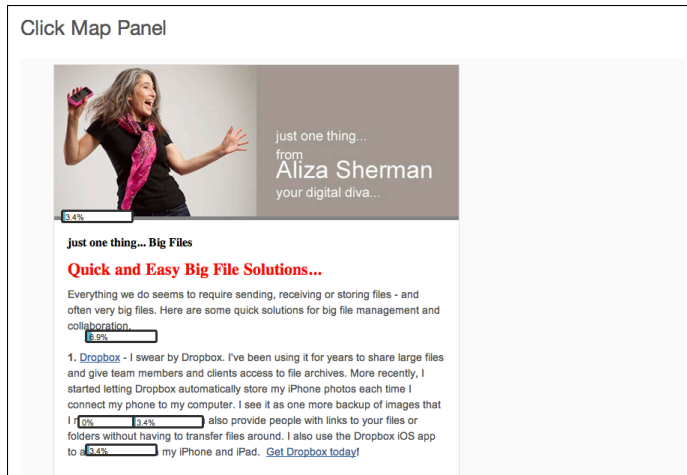 Click Map Panel
just one thing...
from
Aliza Sherman
your digital diva...
3.4%
just one thing... Big Files
Quick and Easy Big File Solutions...
Everything we do seems to require sending, receiving or storing files - and
often very big files. Here are some quick solutions for big file management and
collaboration.
6.9%
1. Dropbox - I swear by Dropbox. I've been using it for years to share large files
and give team members and clients access to file archives. More recently, I
started letting Dropbox automatically store my iPhone photos each time I
connect my phone to my computer. I see it as one more backup of images that
I 0% 3.4% also provide people with links to your files or
folders without having to transfer files around. I also use the Dropbox iOS app
to 3.4% my iPhone and iPad. Get Dropbox today!